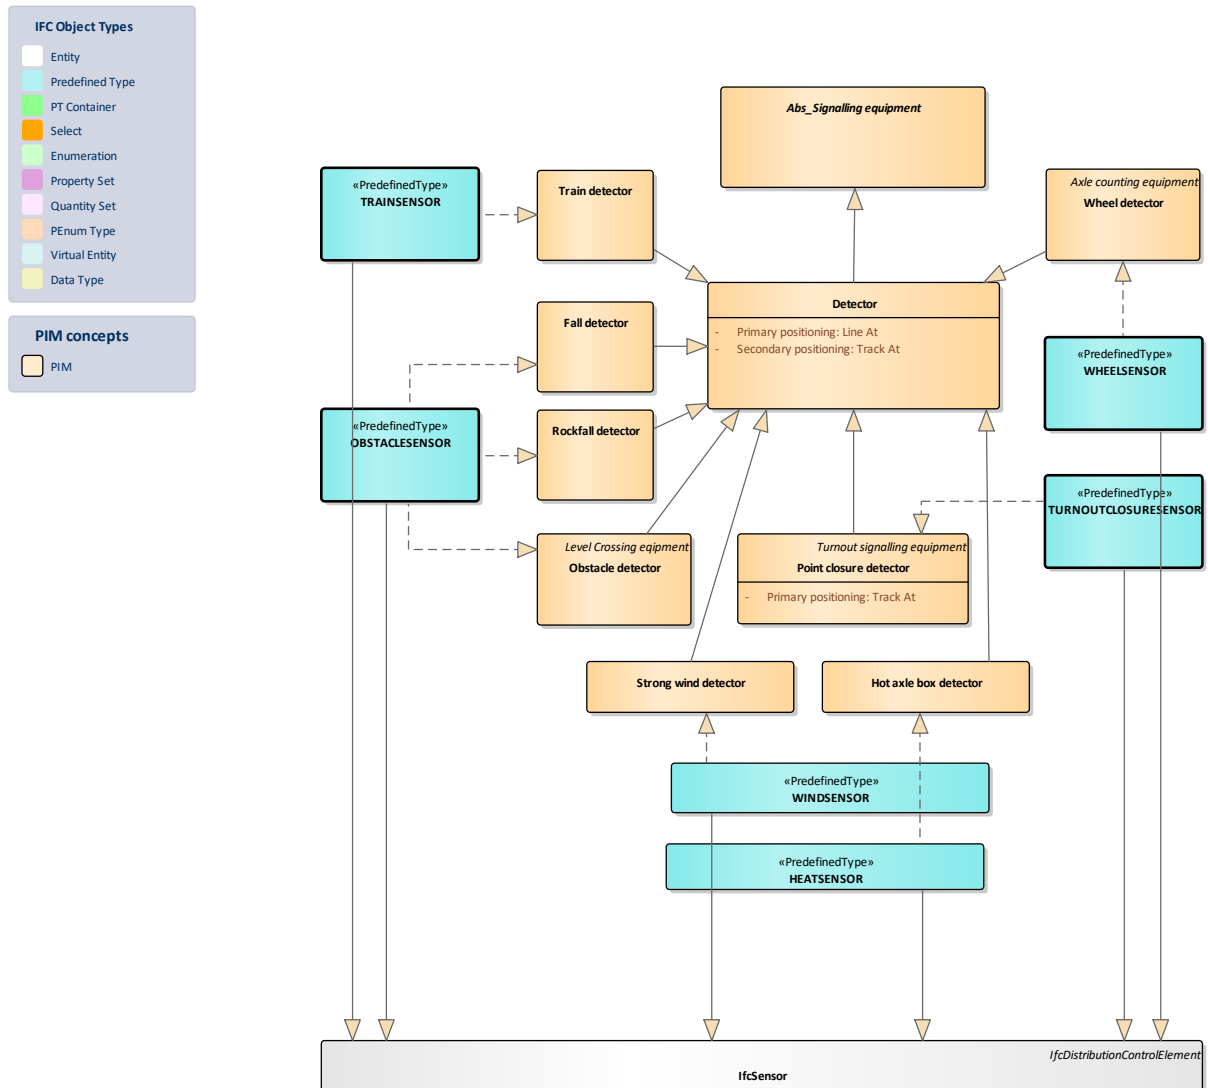 IFC Object Types
Entity
Predefined Type
PT Container
Select
Enumeration
Property Set
Quantity Set
PEnum Type
Virtual Entity
Data Type
PIM concepts
PIM
Abs_Signalling equipment
«PredefinedType»
TRAINSENSOR
Train detector
Axle counting equipment
Wheel detector
Detector
- Primary positioning: Line At
- Secondary positioning: Track At
Fall detector
«PredefinedType»
WHEELSENSOR
«PredefinedType»
OBSTACLESENSOR
Rockfall detector
«PredefinedType»
TURNOUTCLOSURESENSOR
Level Crossing eqipment
Obstacle detector
Turnout signalling equipment
Point closure detector
- Primary positioning: Track At
Strong wind detector
Hot axle box detector
«PredefinedType»
WINDSENSOR
«PredefinedType»
HEATSENSOR
IfcDistributionControlElement
IfcSensor